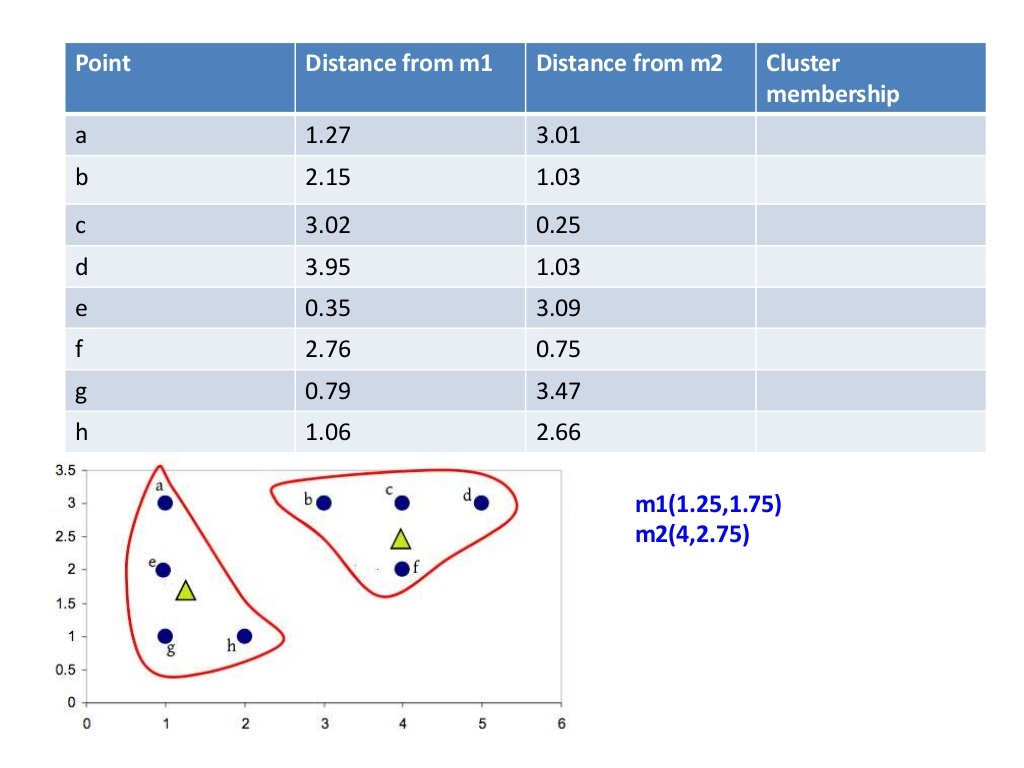 Point Distance from m1 Distance from m2 Cluster
membership
a 1.27 3.01
b 2.15 1.03
c 3.02 0.25
d 3.95 1.03
e 0.35 3.09
f 2.76 0.75
g 0.79 3.47
h 1.06 2.66
3.5
a
b
c
d
3
m1(1.25,1.75)
m2(4,2.75)
2.5
e
f
2
1.5
1
g
h
0.5
0
0 1 2 3 4 5 6